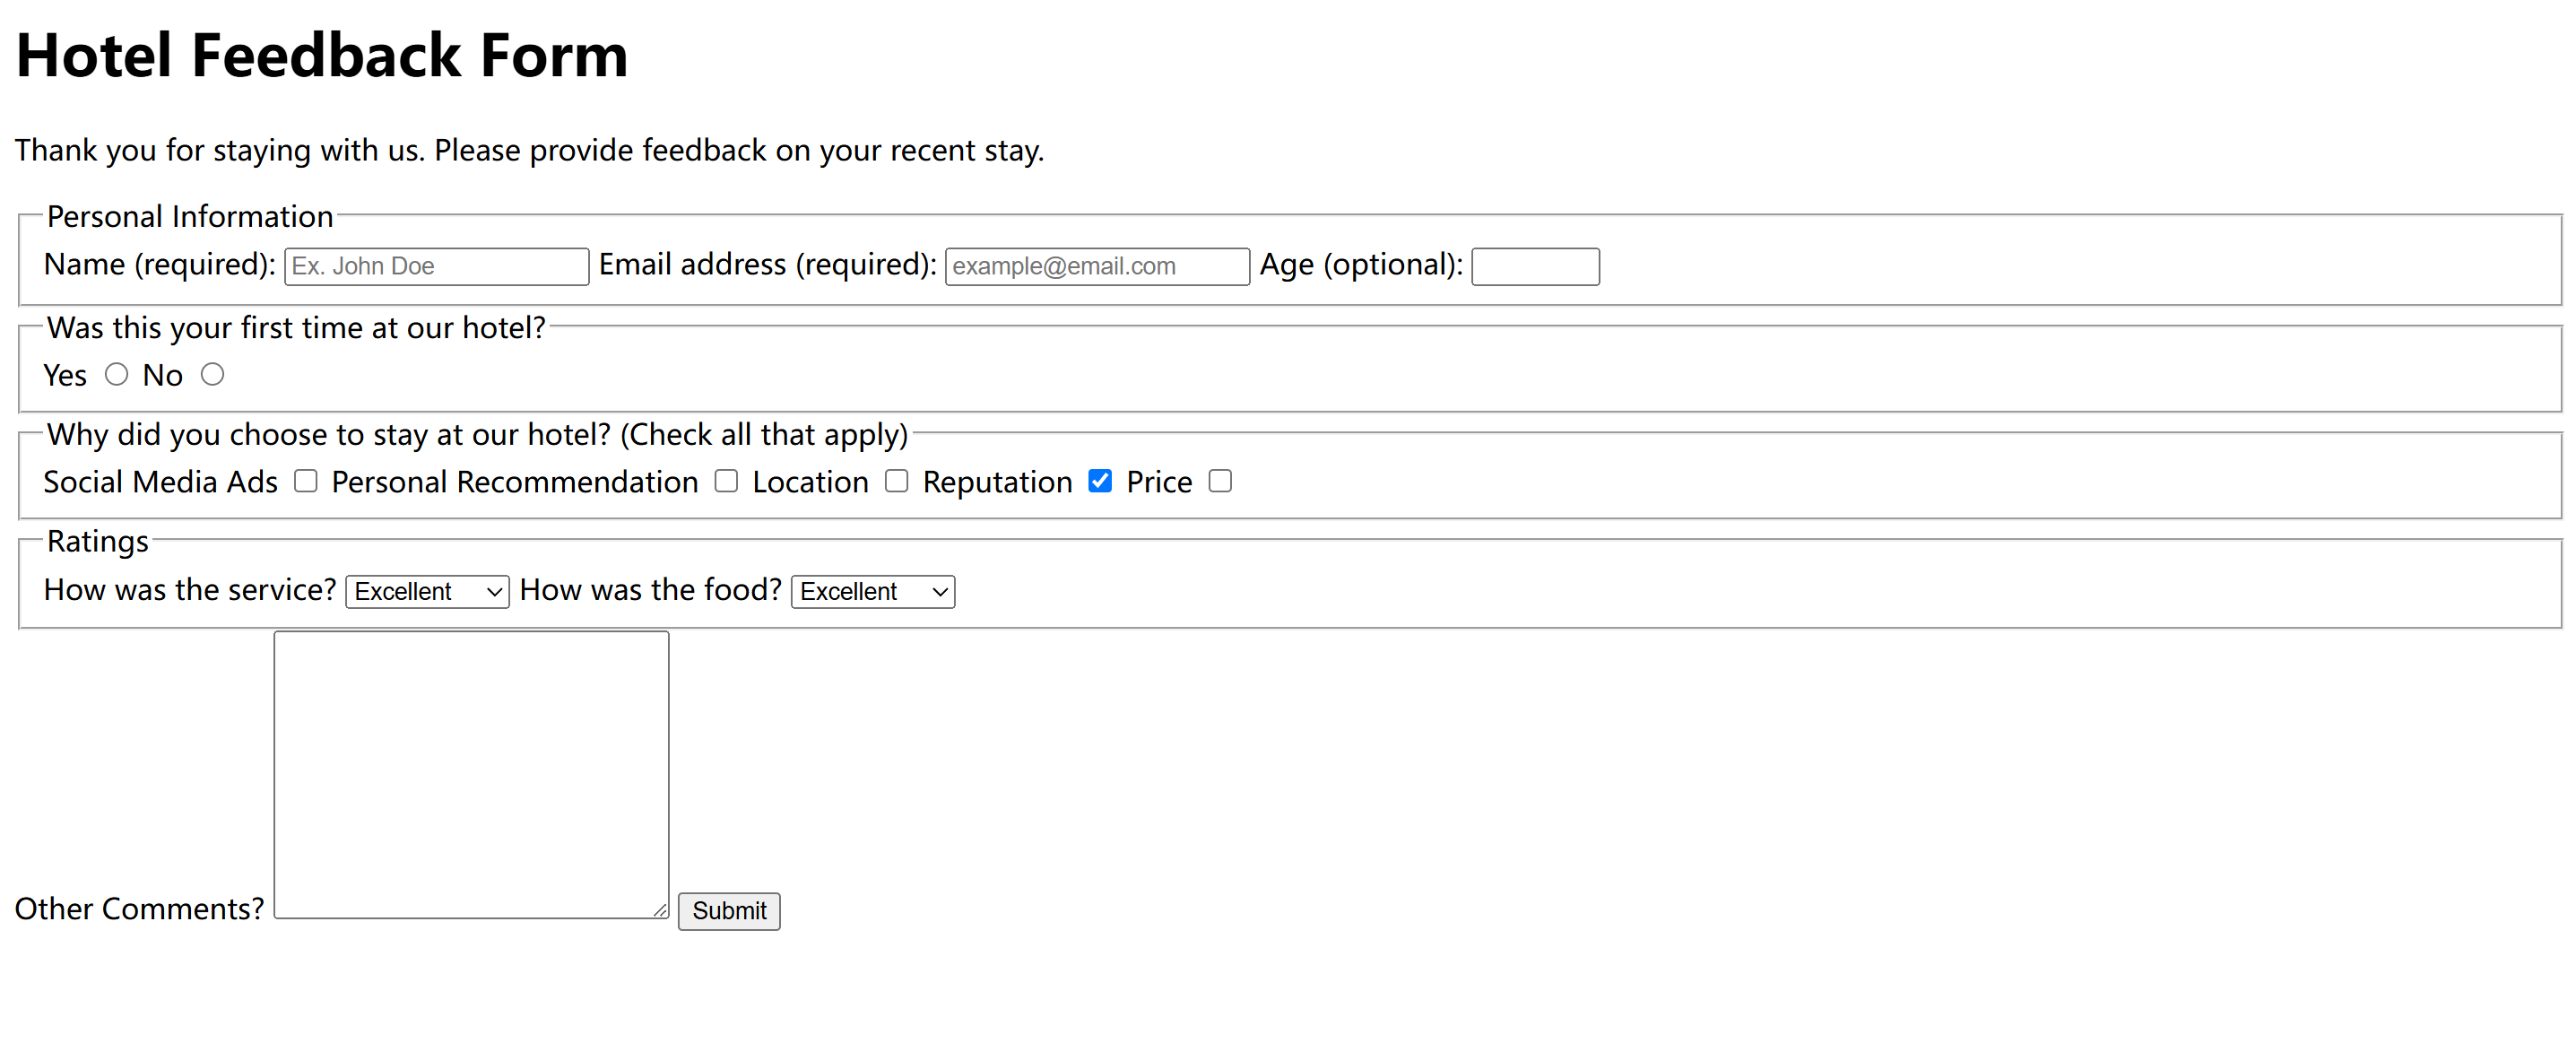 Hotel Feedback Form
Thank you for staying with us. Please provide feedback on your recent stay.
Personal Information
Name (required): Ex. John Doe Email address (required): example@email.com Age (optional):
Was this your first time at our hotel?
Yes No
Why did you choose to stay at our hotel? (Check all that apply)
Social Media Ads Personal Recommendation Location Reputation Price
Ratings
How was the service? Excellent How was the food? Excellent
Other Comments? Submit